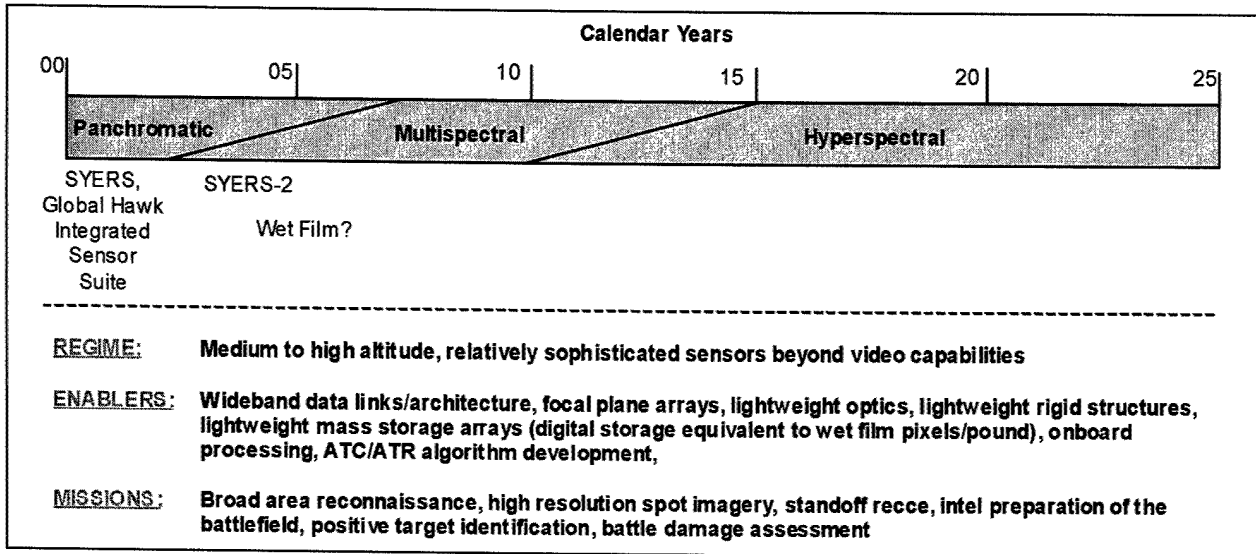 Calendar Years
00 05 10 15 20 25
Panchromatic Multispectral Hyperspectral
SYERS, SYERS-2
Global Hawk
Integrated Wet Film?
Sensor
Suite
REGIME: Medium to high altitude, relatively sophisticated sensors beyond video capabilities
ENABLERS: Wideband data links/architecture, focal plane arrays, lightweight optics, lightweight rigid structures,
lightweight mass storage arrays (digital storage equivalent to wet film pixels/pound), onboard
processing, ATC/ATR algorithm development,
MISSIONS: Broad area reconnaissance, high resolution spot imagery, standoff recce, intel preparation of the
battlefield, positive target identification, battle damage assessment